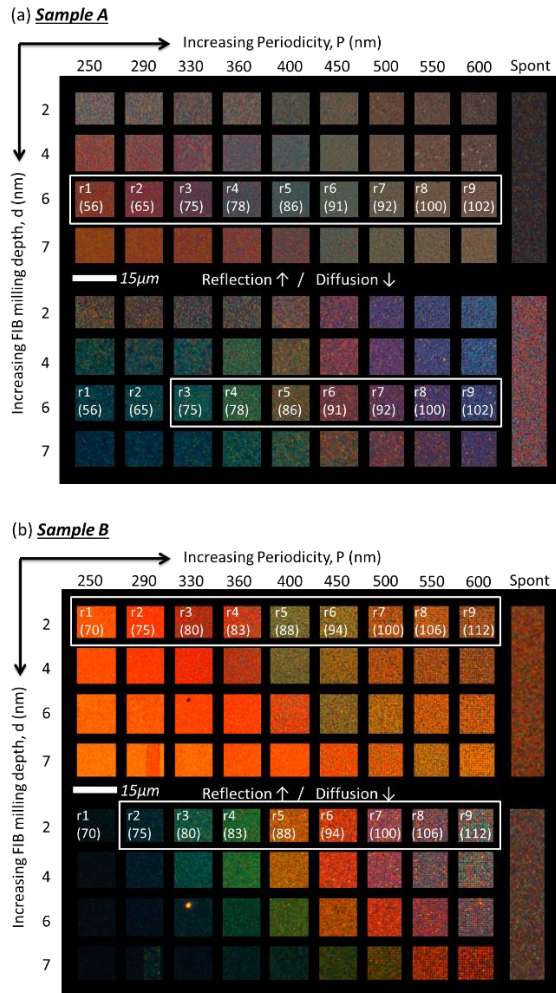 (a) Sample A
Increasing Periodicity, P (nm)
250 290 330 360 400 450 500 550 600 Spont
Increasing FIB milling depth, d (nm)
2
4
6
r1 r2 r3 r4 r5 r6 r7 r8 r9
(56) (65) (75) (78) (86) (91) (92) (100) (102)
7
15μm Reflection ↑ / Diffusion ↓
2
4
6
r1 r2 r3 r4 r5 r6 r7 r8 r9
(56) (65) (75) (78) (86) (91) (92) (100) (102)
7
(b) Sample B
Increasing Periodicity, P (nm)
250 290 330 360 400 450 500 550 600 Spont
Increasing FIB milling depth, d (nm)
2
r1 r2 r3 r4 r5 r6 r7 r8 r9
(70) (75) (80) (83) (88) (94) (100) (106) (112)
4
6
7
15μm Reflection ↑ / Diffusion ↓
2
r1 r2 r3 r4 r5 r6 r7 r8 r9
(70) (75) (80) (83) (88) (94) (100) (106) (112)
4
6
7